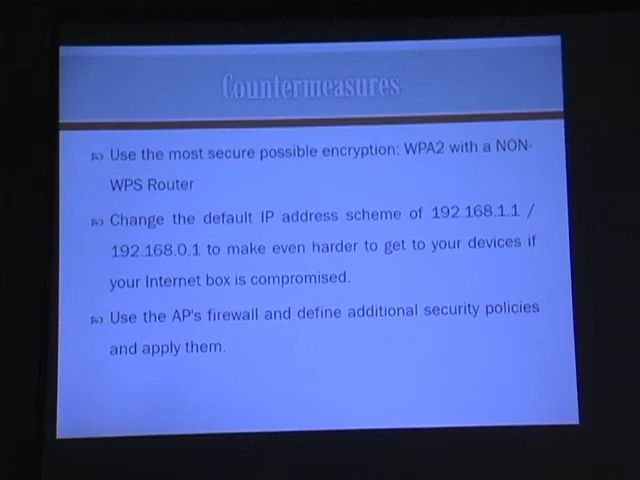 Countermeasures
Use the most secure possible encryption: WPA2 with a NON-
WPS Router
Change the default IP address scheme of 192.168.1.1 /
192.168.0.1 to make even harder to get to your devices if
your Internet box is compromised.
Use the AP's firewall and define additional security policies
and apply them.